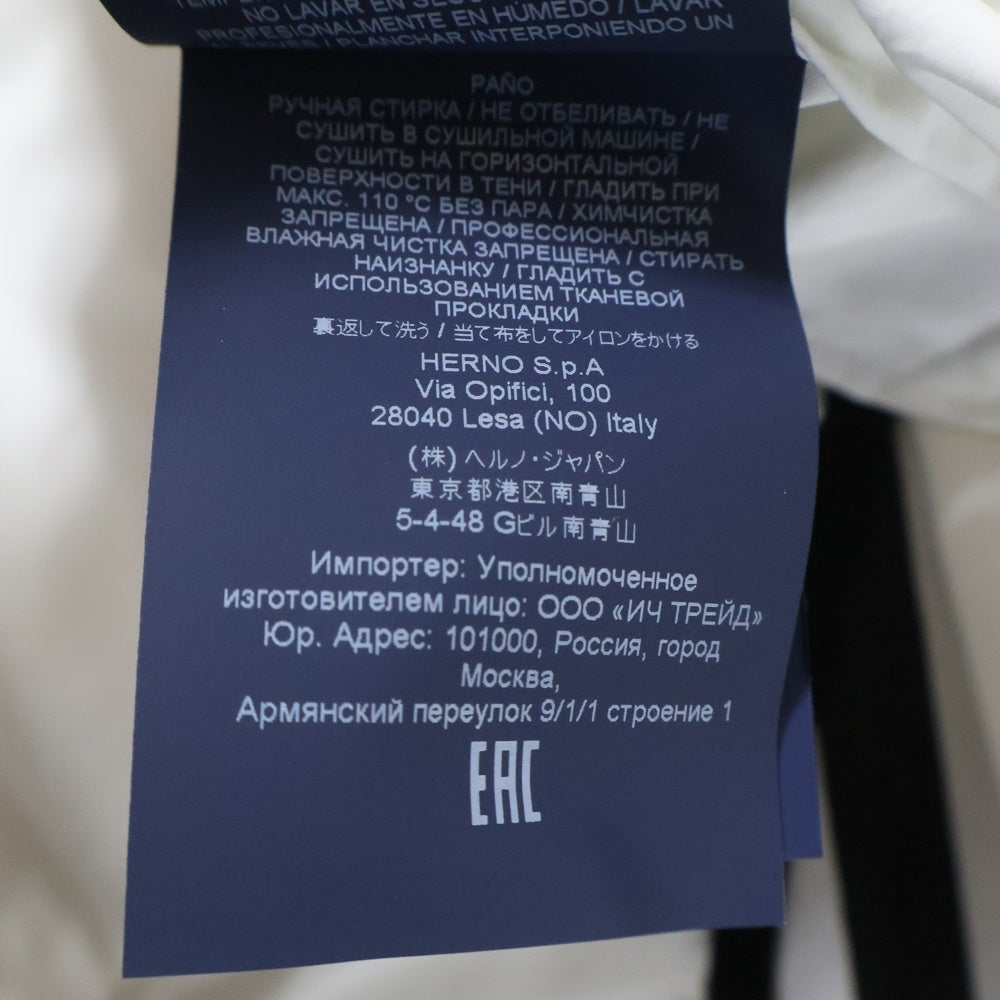 NO LAVAR EN SECO
PROFESIONALMENTE EN HÚMEDO / LAVAR
PLANCHAR INTERPONIENDO UN
PAÑO
РУЧНАЯ СТИРКА / НЕ ОТБЕЛИВАТЬ / НЕ
СУШИТЬ В СУШИЛЬНОЙ МАШИНЕ /
СУШИТЬ НА ГОРИЗОНТАЛЬНОЙ
ПОВЕРХНОСТИ В ТЕНИ / ГЛАДИТЬ ПРИ
МАКС. 110 °C БЕЗ ПАРА / ХИМЧИСТКА
ЗАПРЕЩЕНА / ПРОФЕССИОНАЛЬНАЯ
ВЛАЖНАЯ ЧИСТКА ЗАПРЕЩЕНА / СТИРАТЬ
НАИЗНАНКУ / ГЛАДИТЬ С
ИСПОЛЬЗОВАНИЕМ ТКАНЕВОЙ
ПРОКЛАДКИ
裏返して洗う / 当て布をしてアイロンをかける
HERNO S.p.A
Via Opifici, 100
28040 Lesa (NO) Italy
(株) ヘルノ・ジャパン
東京都港区南青山
5-4-48 Gビル南青山
Импортер: Уполномоченное
изготовителем лицо: ООО «ИЧ ТРЕЙД»
Юр. Адрес: 101000, Россия, город
Москва,
Армянский переулок 9/1/1 строение 1
EAC